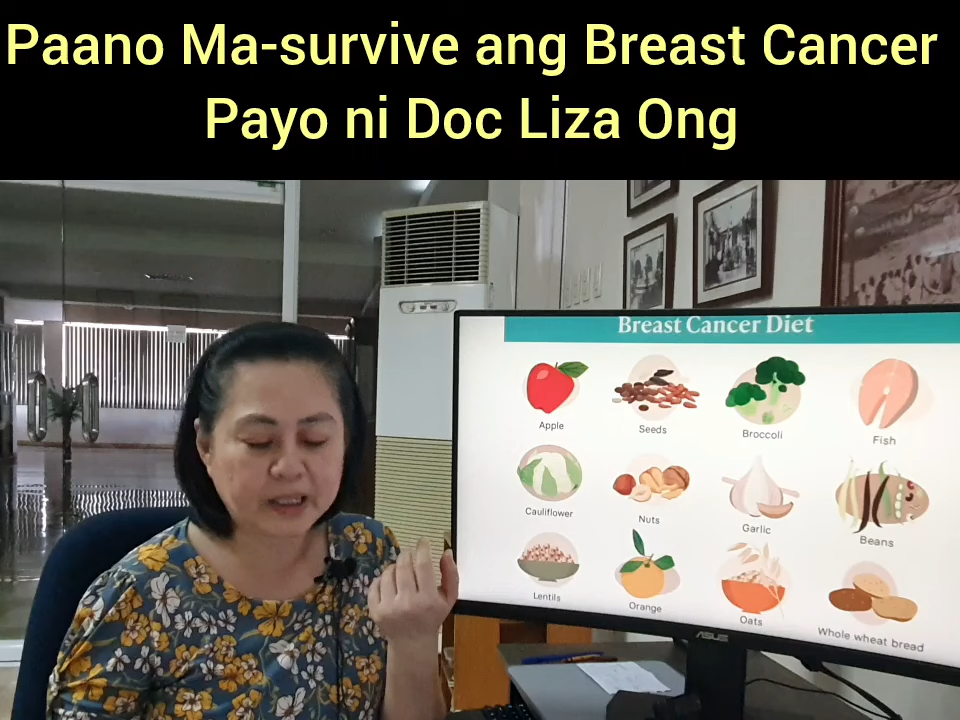 Paano Ma-survive ang Breast Cancer
Payo ni Doc Liza Ong
Breast Cancer Diet
Apple
Seeds
Broccoli
Fish
Cauliflower
Nuts
Garlic
Beans
Lentils
Orange
Oats
Whole wheat bread
ASUS